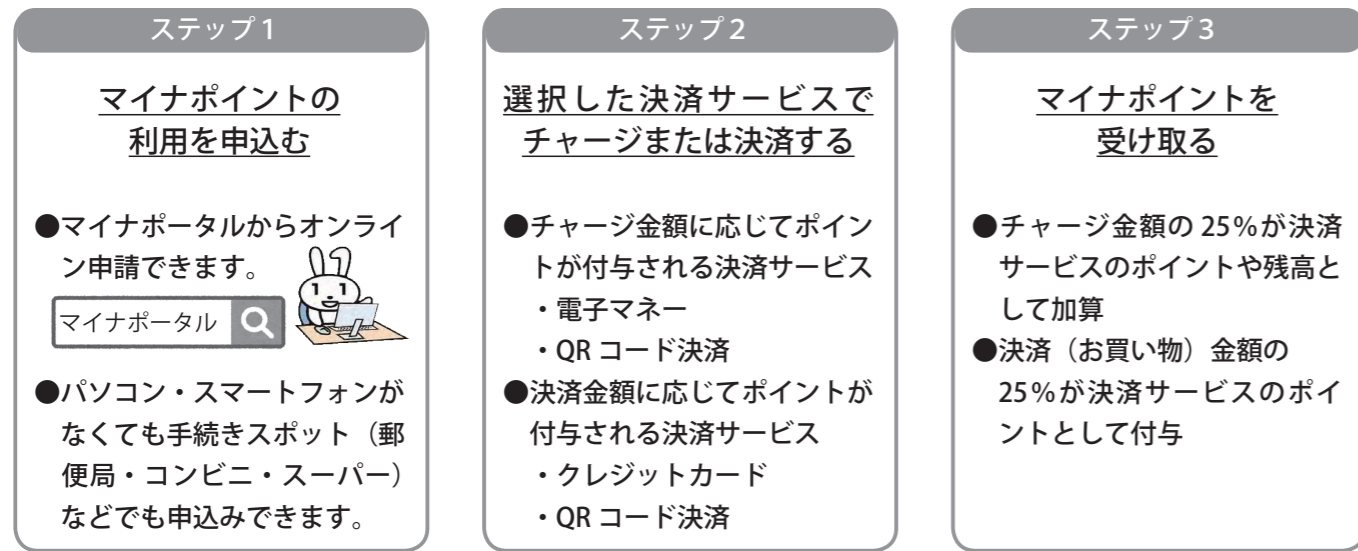 ステップ1
マイナポイントの
利用を申込む
●マイナポータルからオンライ
ン申請できます。
マイナポータル
●パソコン・スマートフォンが
なくても手続きスポット（郵
便局・コンビニ・スーパー）
などでも申込みできます。
ステップ2
選択した決済サービスで
チャージまたは決済する
●チャージ金額に応じてポイン
トが付与される決済サービス
・電子マネー
・QRコード決済
●決済金額に応じてポイントが
付与される決済サービス
・クレジットカード
・QRコード決済
ステップ3
マイナポイントを
受け取る
●チャージ金額の25％が決済
サービスのポイントや残高と
して加算
●決済（お買い物）金額の
25％が決済サービスのポイ
ントとして付与